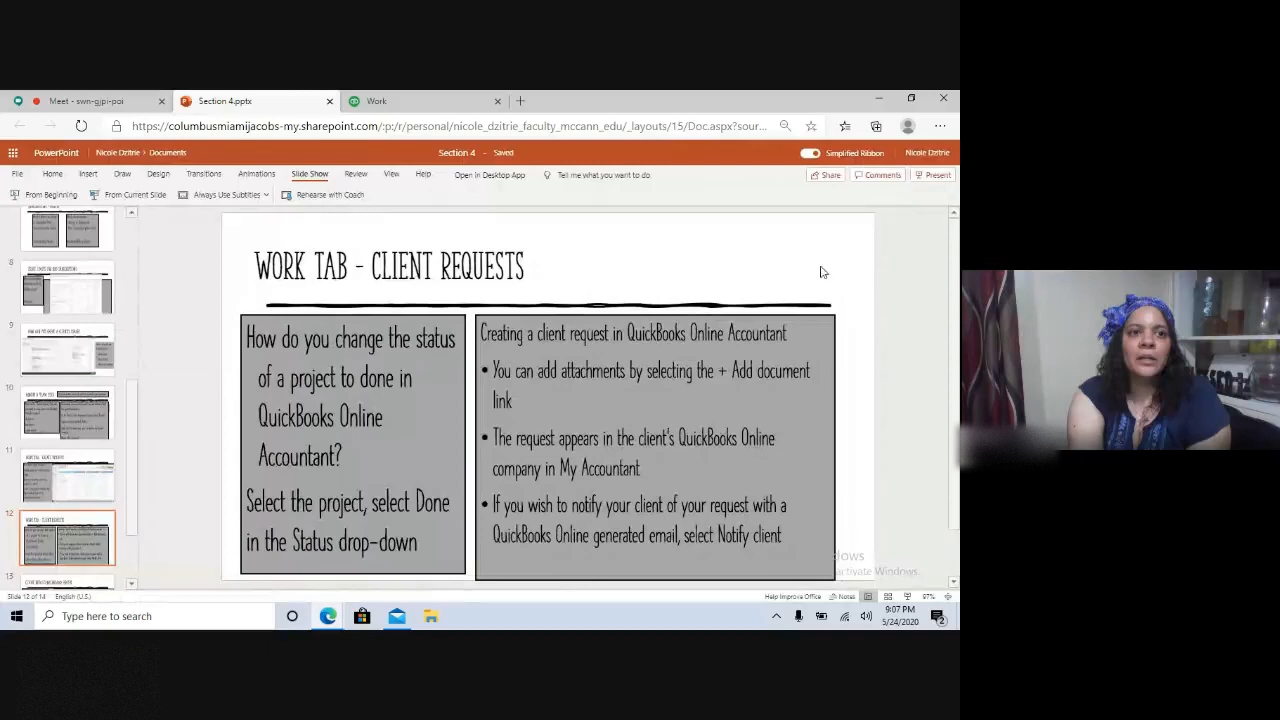 Meet - swn-gjpi-poi
Section 4.pptx
Work
https://columbusmiamijacobs-my.sharepoint.com/:p:/r/personal/nicole_dzitrie_faculty_mccann_edu/_layouts/15/Doc.aspx?sour...
PowerPoint
Nicole Dzitrie > Documents
Section 4 - Saved
Simplified Ribbon
Nicole Dzitrie
File
Home
Insert
Draw
Design
Transitions
Animations
Slide Show
Review
View
Help
Open in Desktop App
Tell me what you want to do
Share
Comments
Present
From Beginning
From Current Slide
Always Use Subtitles
Rehearse with Coach
8
9
10
11
12
13
WORK TAB - CLIENT REQUESTS
How do you change the status
of a project to done in
QuickBooks Online
Accountant?
Select the project, select Done
in the Status drop-down
Creating a client request in QuickBooks Online Accountant
• You can add attachments by selecting the + Add document
link
• The request appears in the client's QuickBooks Online
company in My Accountant
• If you wish to notify your client of your request with a
QuickBooks Online generated email, select Notify client
Slide 12 of 14
English (U.S.)
Help Improve Office
Notes
97%
Type here to search
9:07 PM
5/24/2020
2